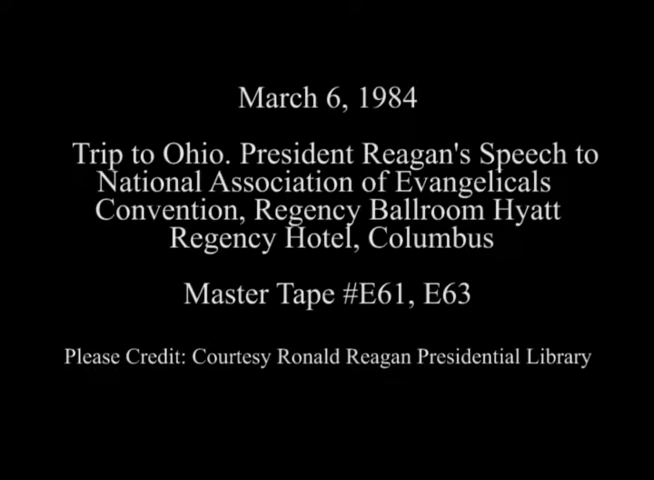 March 6, 1984
Trip to Ohio. President Reagan's Speech to
National Association of Evangelicals
Convention, Regency Ballroom Hyatt
Regency Hotel, Columbus
Master Tape #E61, E63
Please Credit: Courtesy Ronald Reagan Presidential Library